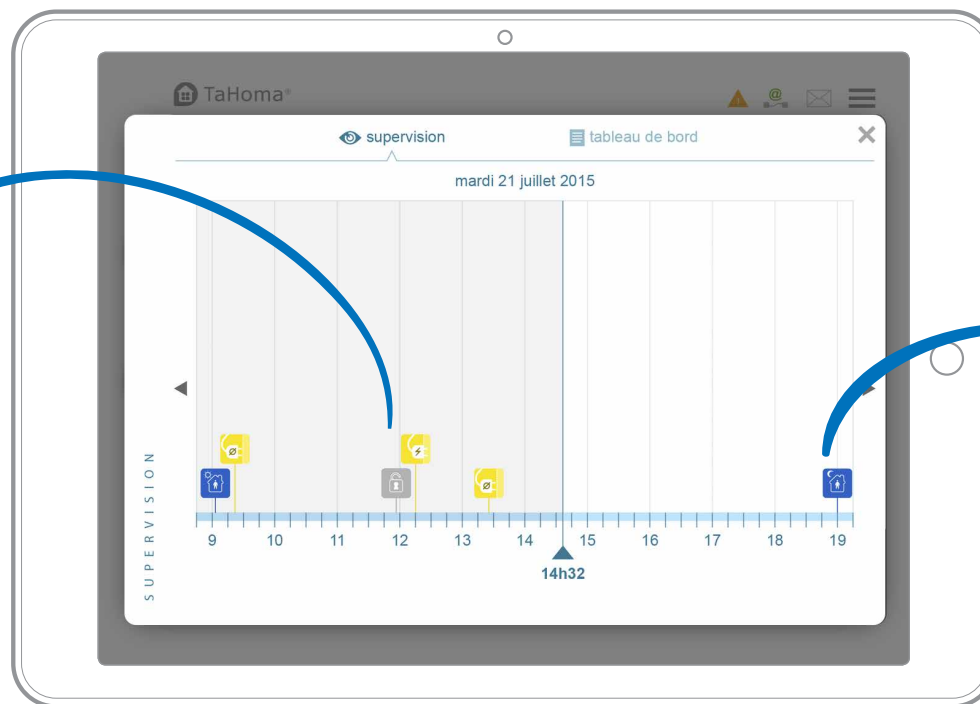 TaHoma®
@
supervision
tableau de bord
mardi 21 juillet 2015
SUPERVISION
9 10 11 12 13 14 15 16 17 18 19
14h32